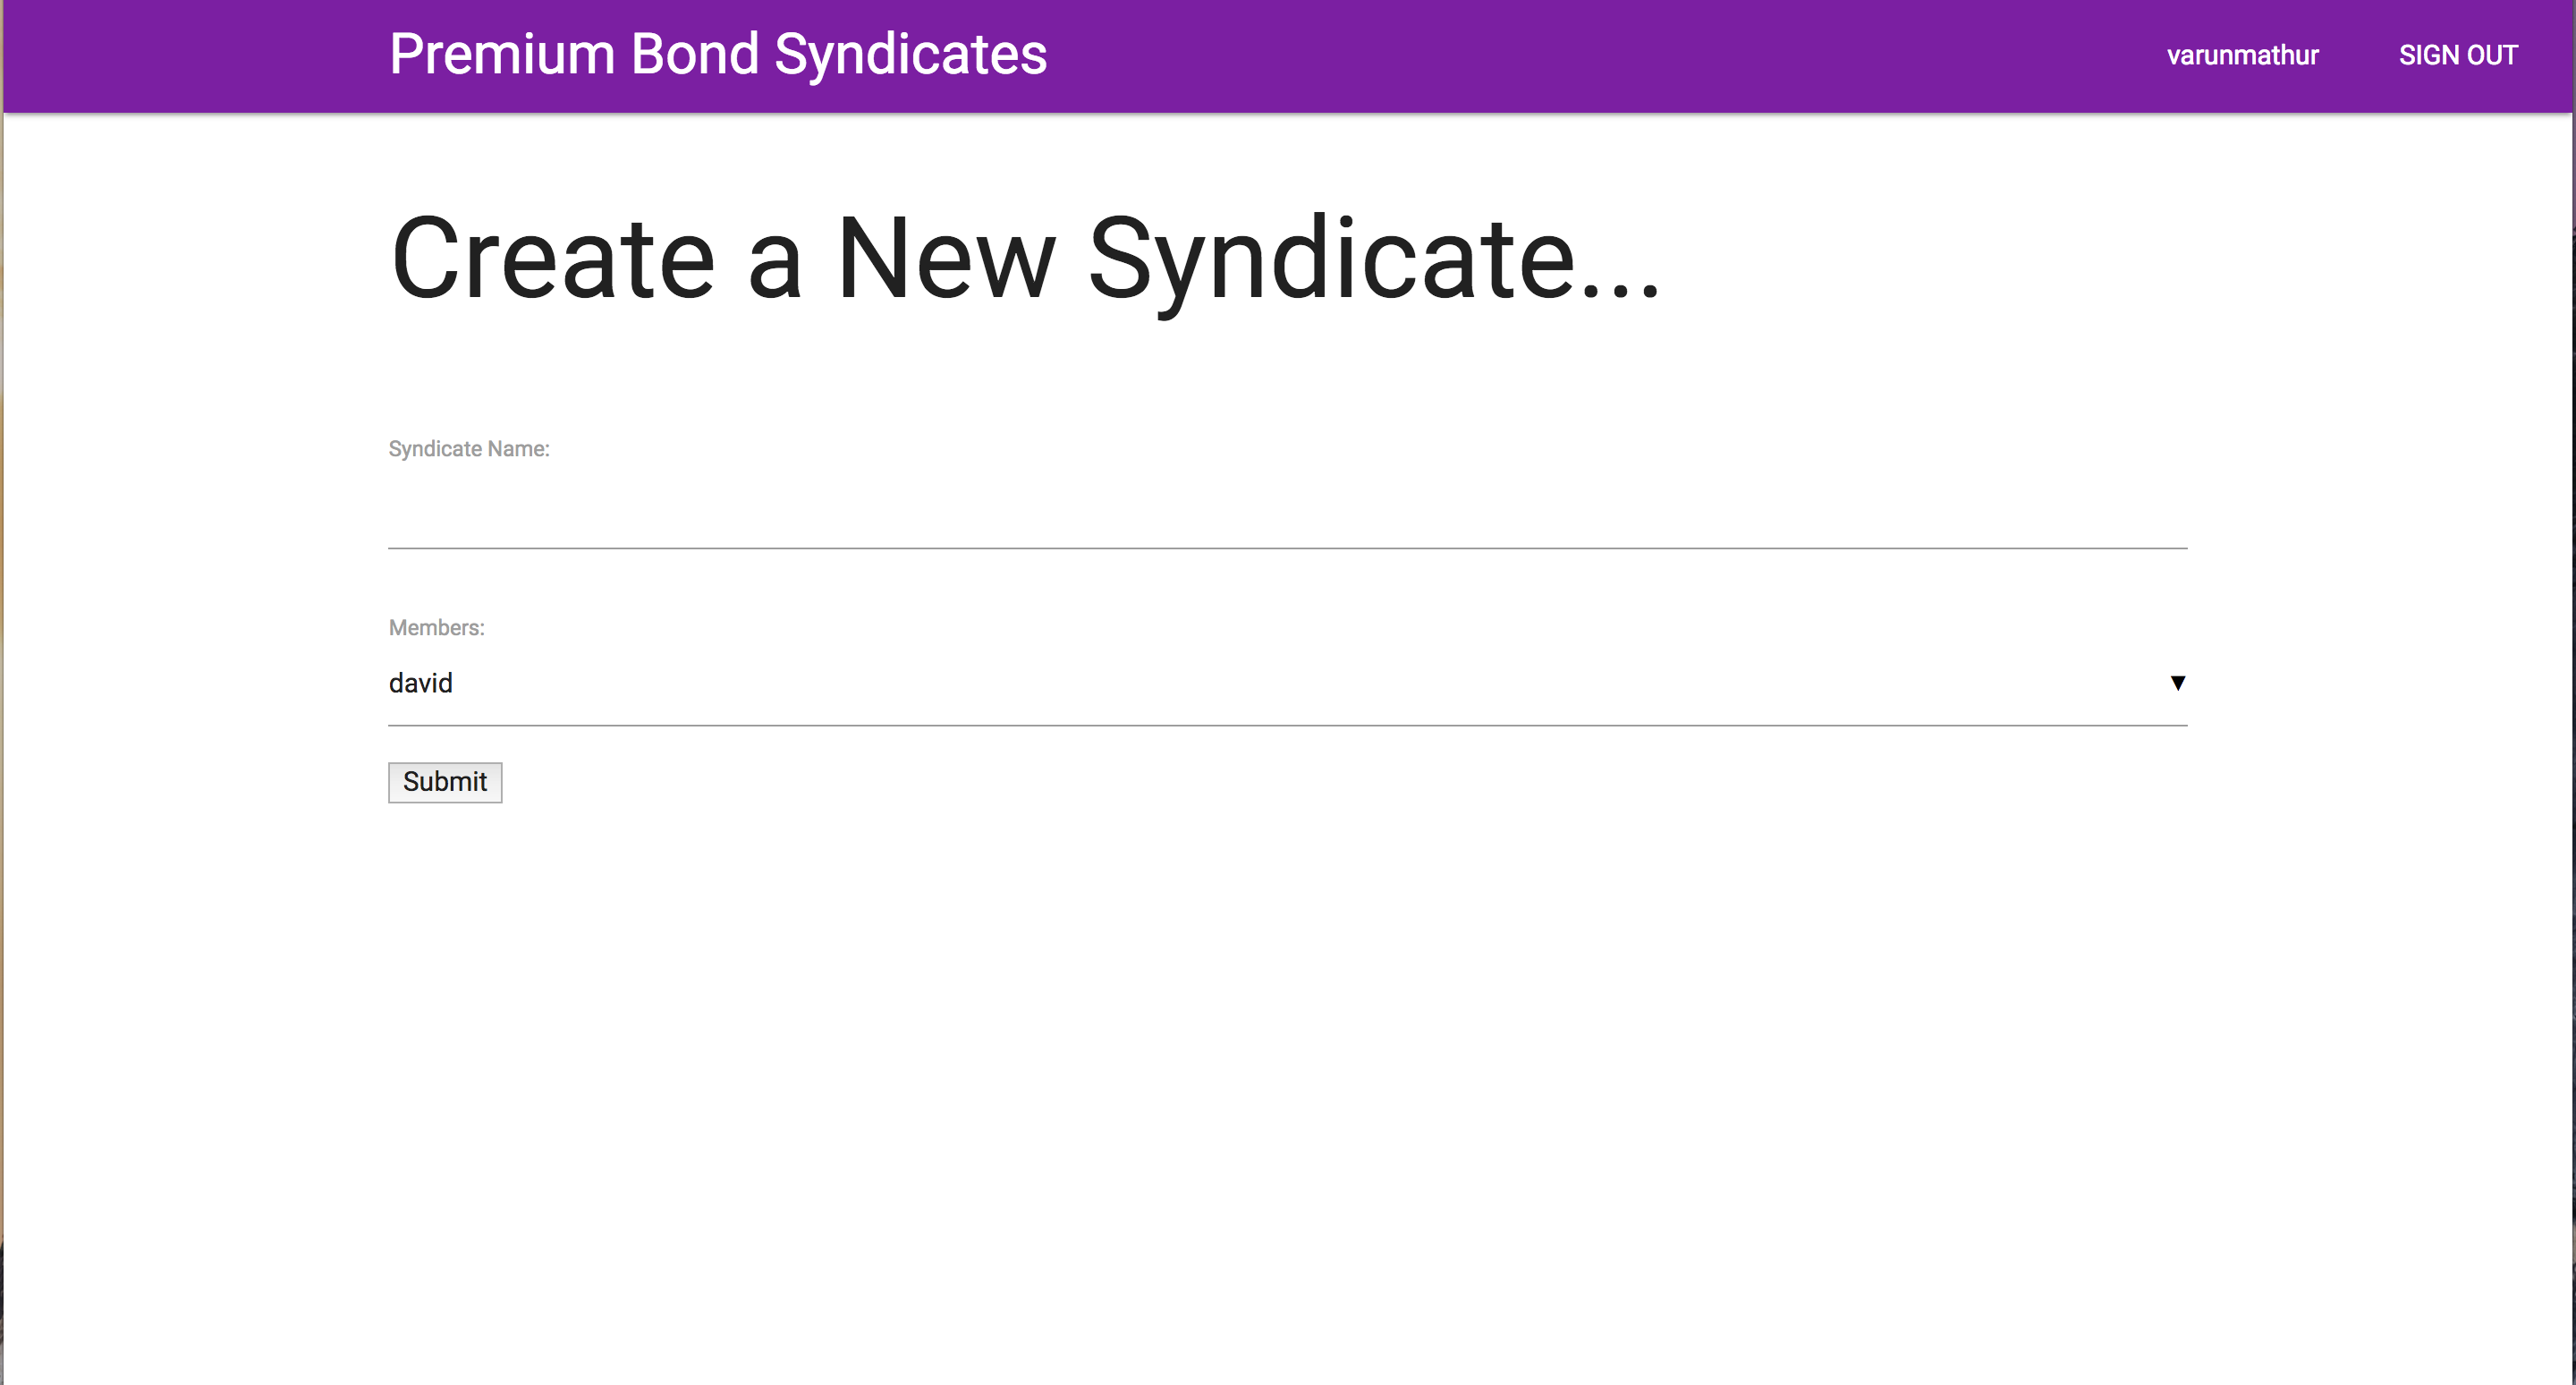 Premium Bond Syndicates varunmathur SIGN OUT
Create a New Syndicate...
Syndicate Name:
Members:
david
Submit